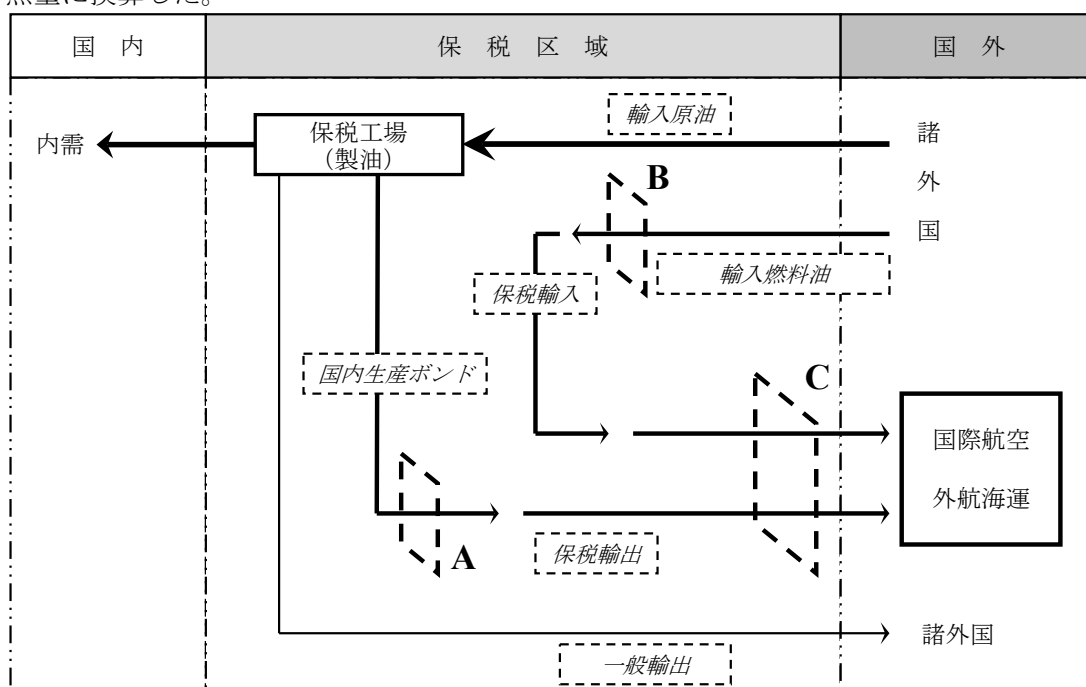 熱量に換算した。
国 内
保 税 区 域
国 外
輸入原油
保税工場
（製油）
内需
諸
外
国
B
輸入燃料油
保税輸入
国内生産ボンド
C
国際航空
外航海運
A
保税輸出
諸外国
一般輸出